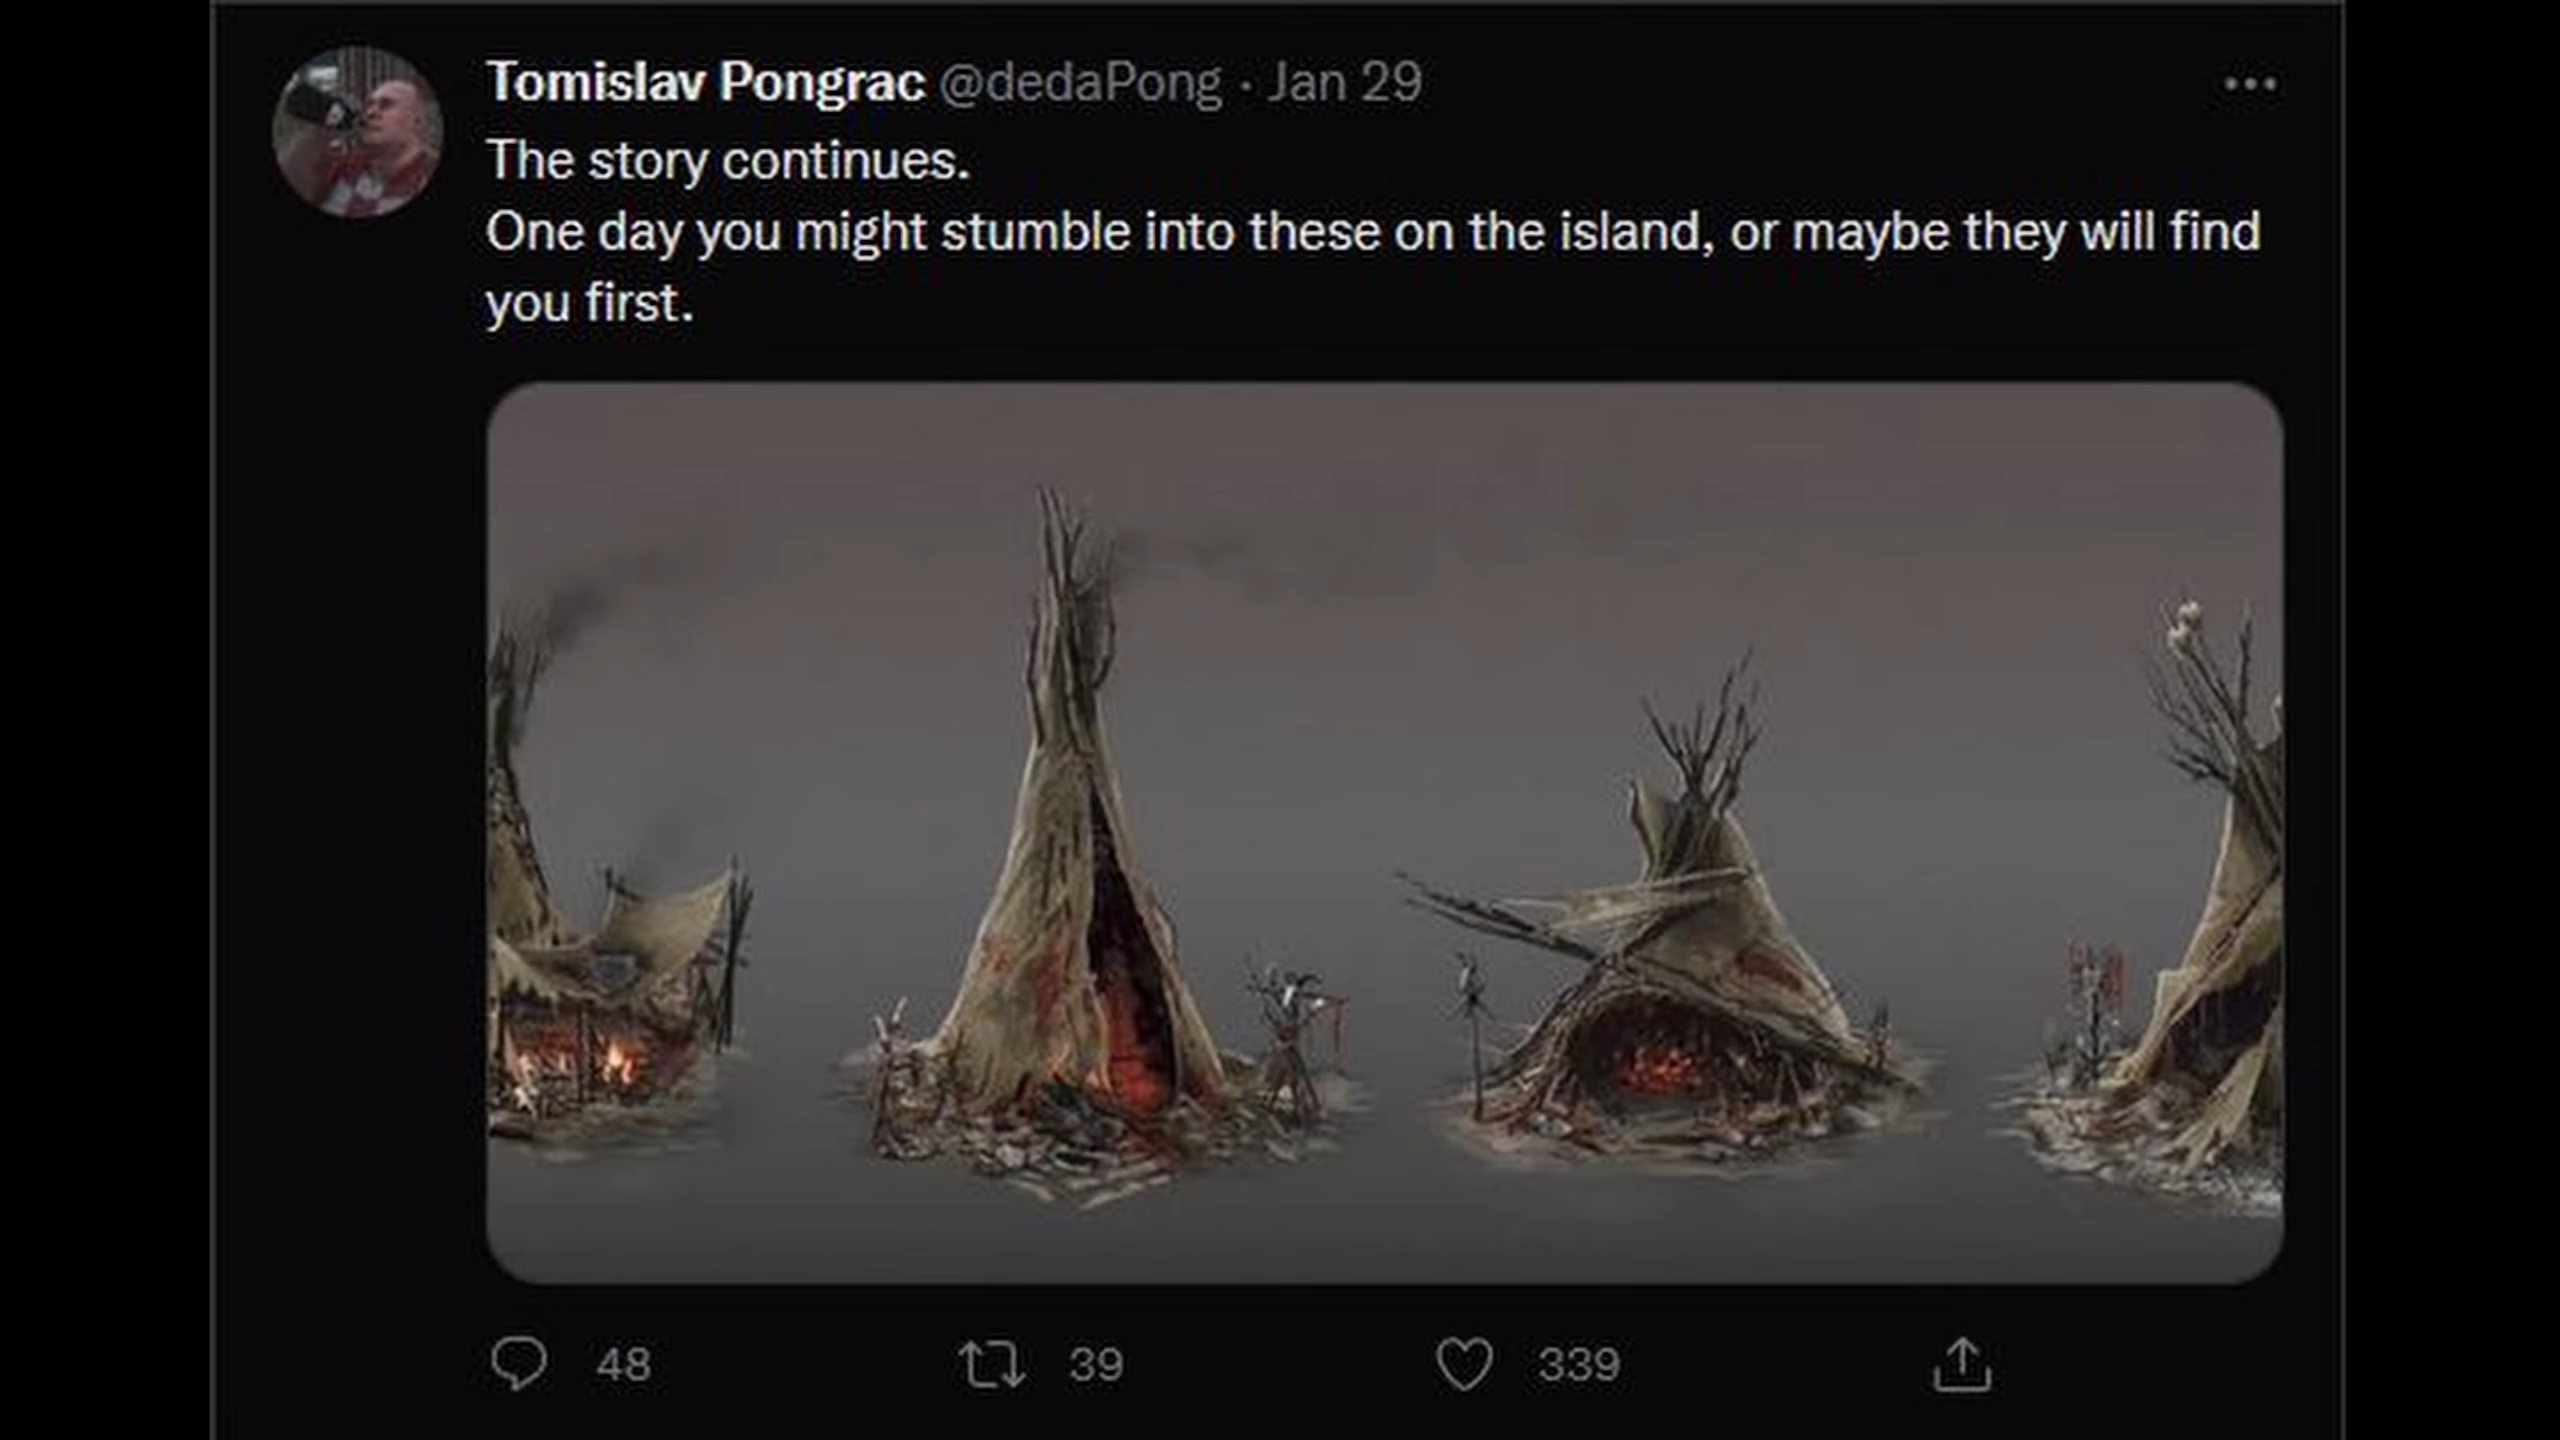 Tomislav Pongrac @dedaPong · Jan 29
The story continues.
One day you might stumble into these on the island, or maybe they will find
you first.
48 39 339